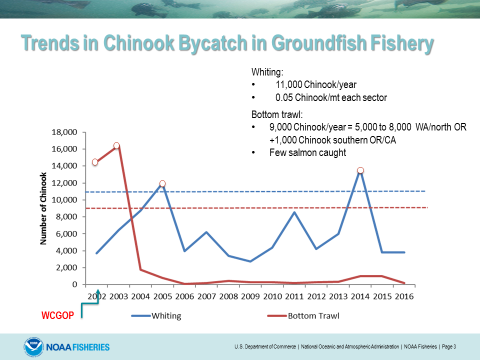 Trends in Chinook Bycatch in Groundfish Fishery
Whiting:
• 11,000 Chinook/year
• 0.05 Chinook/mt each sector
Bottom trawl:
• 9,000 Chinook/year = 5,000 to 8,000 WA/north OR
+1,000 Chinook southern OR/CA
• Few salmon caught
Number of Chinook
18,000
16,000
14,000
12,000
10,000
8,000
6,000
4,000
2,000
0
2002 2003 2004 2005 2006 2007 2008 2009 2010 2011 2012 2013 2014 2015 2016
WCGOP
Whiting Bottom Trawl
NOAA FISHERIES
U.S. Department of Commerce | National Oceanic and Atmospheric Administration | NOAA Fisheries | Page 3